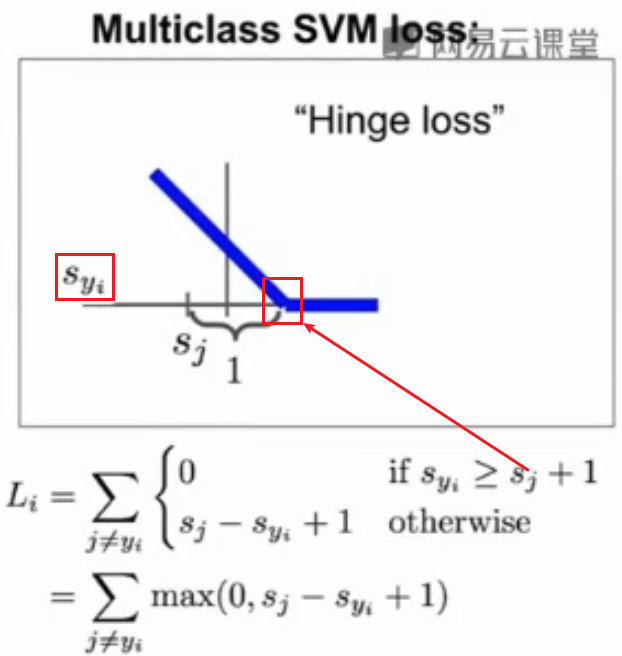 Multiclass SVM loss:
网易云课堂
“Hinge loss”
s_{y_i}
s_j
1
L_i = \sum_{j \neq y_i} \begin{cases} 0 & \text{if } s_{y_i} \geq s_j + 1 \\ s_j - s_{y_i} + 1 & \text{otherwise} \end{cases}
= \sum_{j \neq y_i} \max(0, s_j - s_{y_i} + 1)